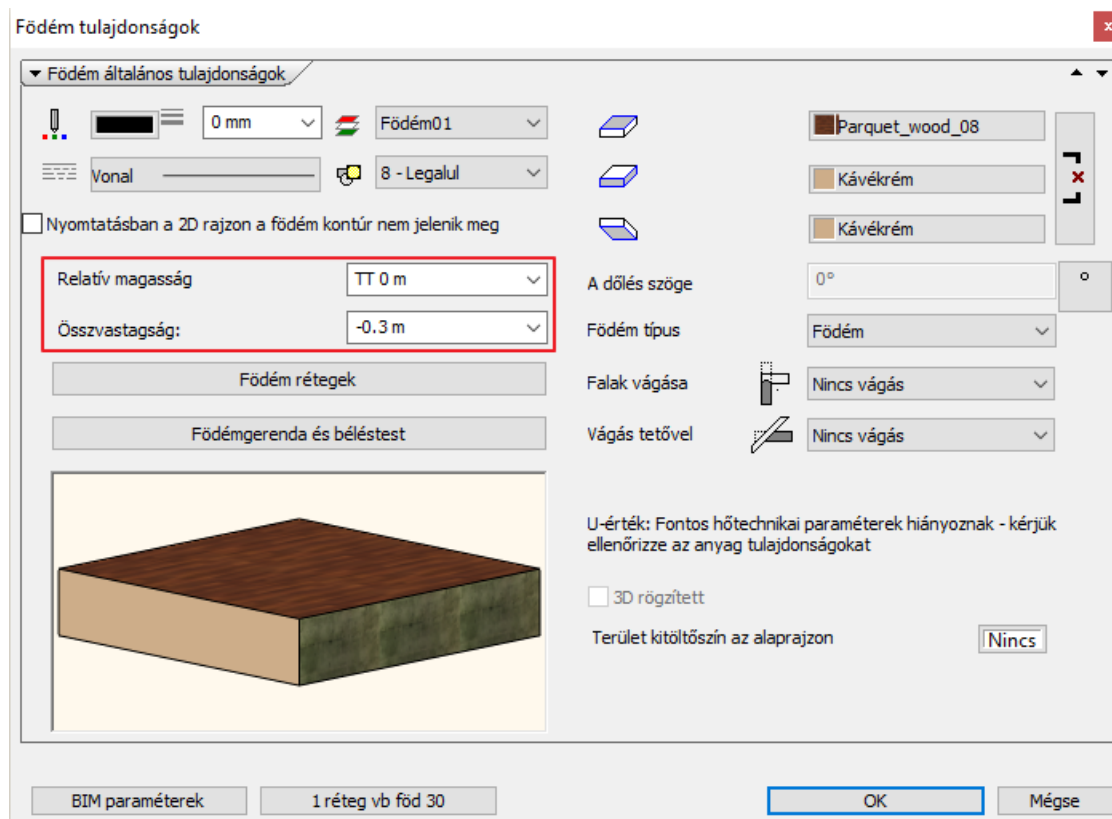 Födém tulajdonságok
x
Födém általános tulajdonságok
0 mm
Födém01
Parquet_wood_08
Vonal
8 - Legalul
Kávékrém
Nyomtatásban a 2D rajzon a födém kontúr nem jelenik meg
Kávékrém
Relatív magasság
TT 0 m
A dőlés szöge
0°
°
Összvastagság:
-0.3 m
Födém típus
Födém
Födém rétegek
Falak vágása
Nincs vágás
Födémgerenda és béléstest
Vágás tetővel
Nincs vágás
U-érték: Fontos hőtechnikai paraméterek hiányoznak - kérjük
ellenőrizze az anyag tulajdonságokat
3D rögzített
Terület kitöltőszín az alaprajzon
Nincs
BIM paraméterek
1 réteg vb föd 30
OK
Mégse